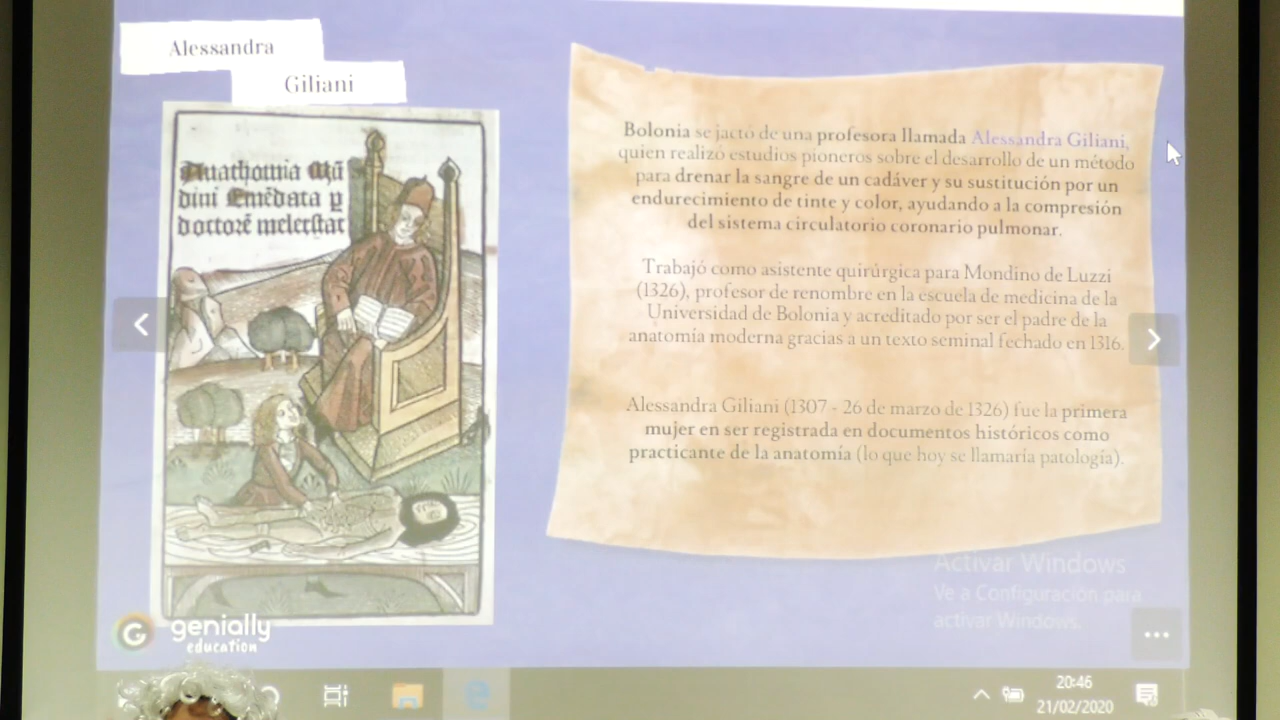 Alessandra
Giliani
Anathomia Mũ
dini Emẽdata p
doctorẽ melerstat
Bolonia se jactó de una profesora llamada Alessandra Giliani,
quien realizó estudios pioneros sobre el desarrollo de un método
para drenar la sangre de un cadáver y su sustitución por un
endurecimiento de tinte y color, ayudando a la compresión
del sistema circulatorio coronario pulmonar.
Trabajó como asistente quirúrgica para Mondino de Luzzi
(1326), profesor de renombre en la escuela de medicina de la
Universidad de Bolonia y acreditado por ser el padre de la
anatomía moderna gracias a un texto seminal fechado en 1316.
Alessandra Giliani (1307 - 26 de marzo de 1326) fue la primera
mujer en ser registrada en documentos históricos como
practicante de la anatomía (lo que hoy se llamaría patología).
Activar Windows
Ve a Configuración para
activar Windows.
genially
education
20:46
21/02/2020